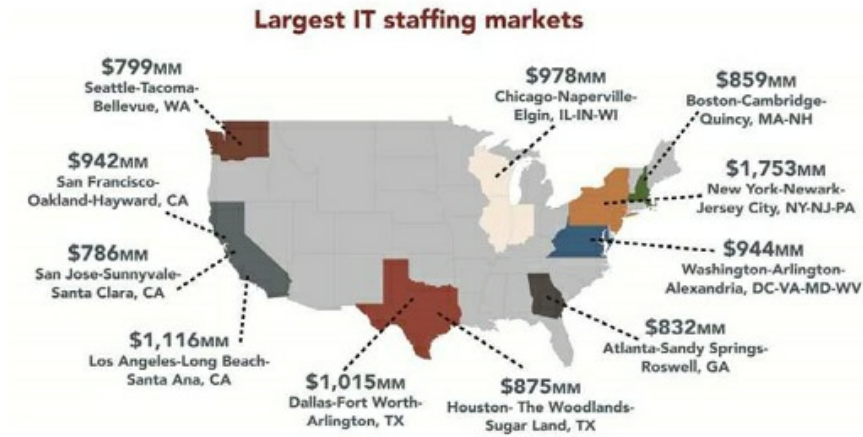 Largest IT staffing markets
$799MM
Seattle-Tacoma-
Bellevue, WA
$978MM
Chicago-Naperville-
Elgin, IL-IN-WI
$859MM
Boston-Cambridge-
Quincy, MA-NH
$942MM
San Francisco-
Oakland-Hayward, CA
$1,753MM
New York-Newark-
Jersey City, NY-NJ-PA
$786MM
San Jose-Sunnyvale-
Santa Clara, CA
$944MM
Washington-Arlington-
Alexandria, DC-VA-MD-WV
$1,116MM
Los Angeles-Long Beach-
Santa Ana, CA
$832MM
Atlanta-Sandy Springs-
Roswell, GA
$1,015MM
Dallas-Fort Worth-
Arlington, TX
$875MM
Houston- The Woodlands-
Sugar Land, TX